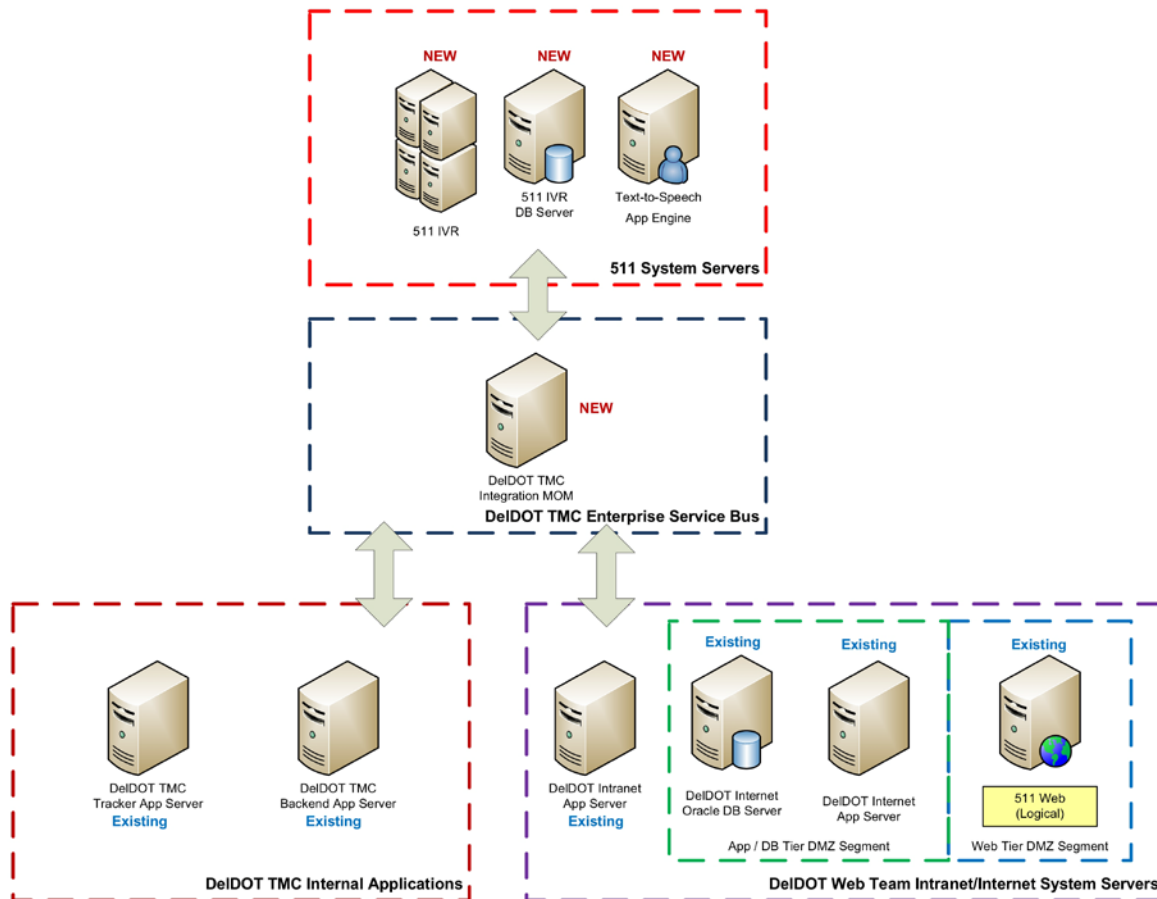 NEW
NEW
NEW
511 IVR
511 IVR
DB Server
Text-to-Speech
App Engine
511 System Servers
NEW
DelDOT TMC
Integration MOM
DelDOT TMC Enterprise Service Bus
DelDOT TMC
Tracker App Server
Existing
DelDOT TMC
Backend App Server
Existing
DelDOT TMC Internal Applications
DelDOT Intranet
App Server
Existing
Existing
DelDOT Internet
Oracle DB Server
Existing
DelDOT Internet
App Server
App / DB Tier DMZ Segment
Existing
511 Web
(Logical)
Web Tier DMZ Segment
DelDOT Web Team Intranet/Internet System Servers